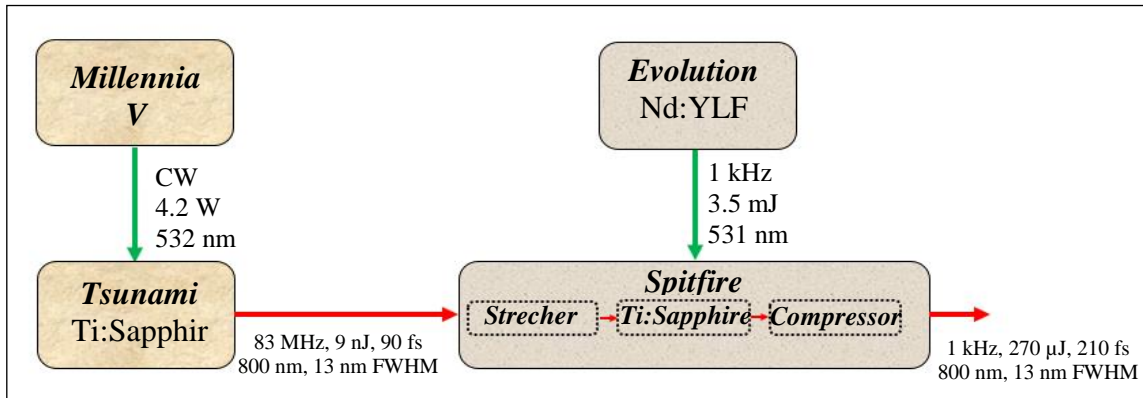 Millennia
V
Evolution
Nd:YLF
CW
4.2 W
532 nm
1 kHz
3.5 mJ
531 nm
Tsunami
Ti:Sapphir
Spitfire
Strecher
Ti:Sapphire
Compressor
83 MHz, 9 nJ, 90 fs
800 nm, 13 nm FWHM
1 kHz, 270 μJ, 210 fs
800 nm, 13 nm FWHM